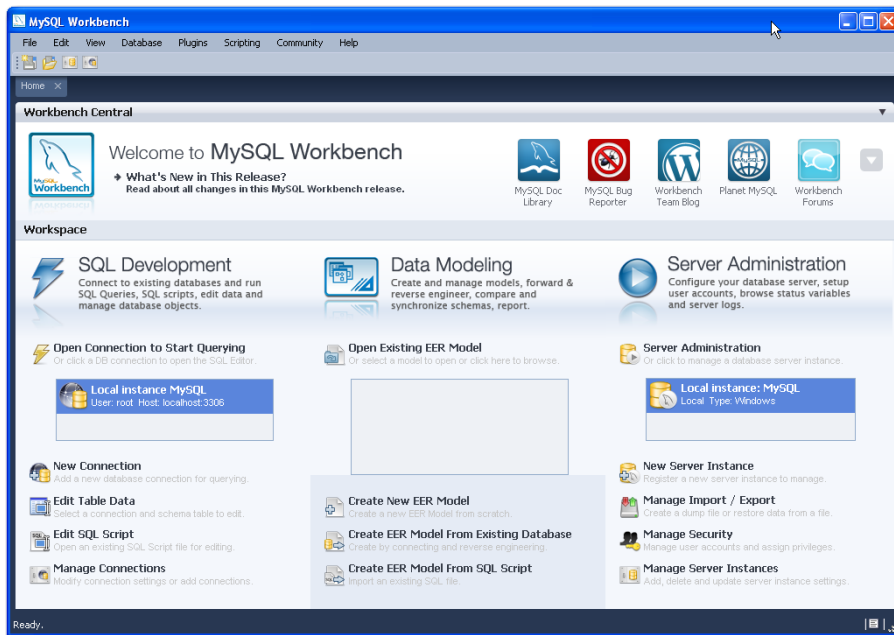 MySQL Workbench
File Edit View Database Plugins Scripting Community Help
Home
Workbench Central
MySQL
Workbench
Welcome to MySQL Workbench
What's New in This Release?
Read about all changes in this MySQL Workbench release.
MySQL Doc
Library
MySQL Bug
Reporter
Workbench
Team Blog
Planet MySQL
Workbench
Forums
Workspace
SQL Development
Connect to existing databases and run
SQL Queries, SQL scripts, edit data and
manage database objects.
Open Connection to Start Querying
Or click a DB connection to open the SQL Editor.
Local instance MySQL
User: root Host: localhost:3306
New Connection
Add a new database connection for querying.
Edit Table Data
Select a connection and schema table to edit.
Edit SQL Script
Open an existing SQL Script file for editing.
Manage Connections
Modify connection settings or add connections.
Data Modeling
Create and manage models, forward &
reverse engineer, compare and
synchronize schemas, report.
Open Existing EER Model
Or select a model to open or click here to browse.
Create New EER Model
Create a new EER Model from scratch.
Create EER Model From Existing Database
Create by connecting and reverse engineering.
Create EER Model From SQL Script
Import an existing SQL file.
Server Administration
Configure your database server, setup
user accounts, browse status variables
and server logs.
Server Administration
Or click to manage a database server instance.
Local instance: MySQL
Local Type: Windows
New Server Instance
Register a new server instance to manage.
Manage Import / Export
Create a dump file or restore data from a file.
Manage Security
Manage user accounts and assign privileges.
Manage Server Instances
Add, delete and update server instance settings.
Ready.